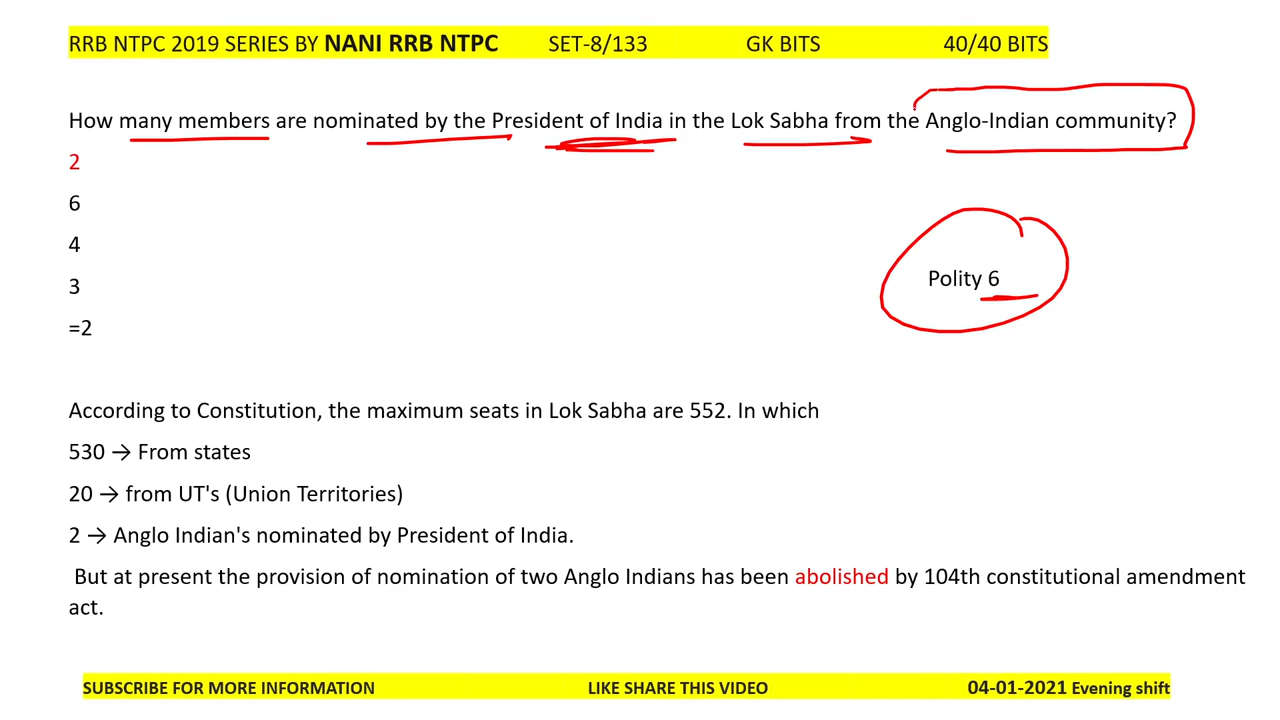 RRB NTPC 2019 SERIES BY NANI RRB NTPC SET-8/133 GK BITS 40/40 BITS
How many members are nominated by the President of India in the Lok Sabha from the Anglo-Indian community?
2
6
4
3
=2
Polity 6
According to Constitution, the maximum seats in Lok Sabha are 552. In which
530 → From states
20 → from UT's (Union Territories)
2 → Anglo Indian's nominated by President of India.
But at present the provision of nomination of two Anglo Indians has been abolished by 104th constitutional amendment
act.
SUBSCRIBE FOR MORE INFORMATION LIKE SHARE THIS VIDEO 04-01-2021 Evening shift